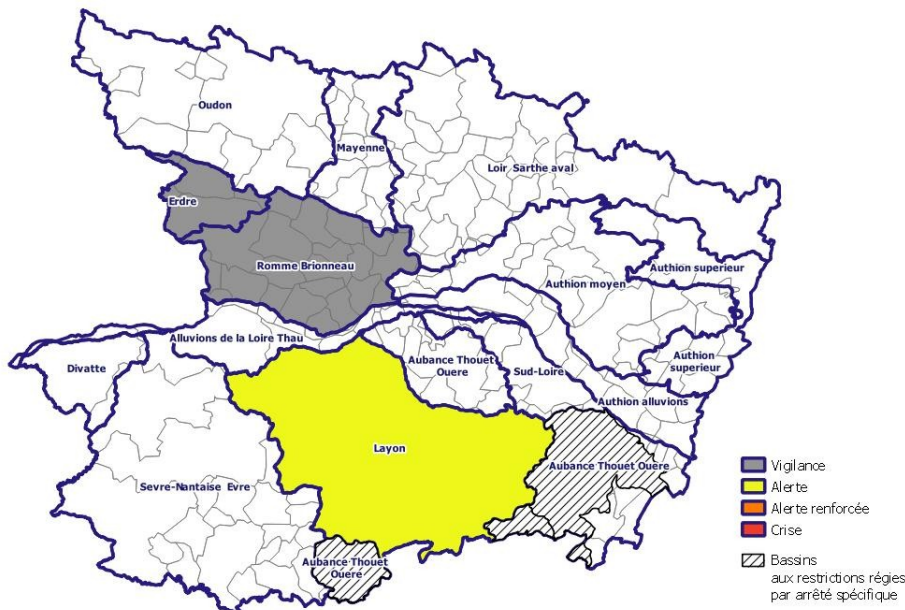 Oudon
Mayenne
Loir Sarthe aval
Erdre
Romme Brionneau
Authion superieur
Authion moyen
Alluvions de la Loire Thau
Aubance Thouet
Ouere
Sud-Loire
Authion
superieur
Divatte
Authion alluvions
Layon
Aubance Thouet Ouere
Sevre-Nantaise Evre
Aubance Thouet
Ouere
Vigilance
Alerte
Alerte renforcée
Crise
Bassins
aux restrictions régies
par arrêté spécifique